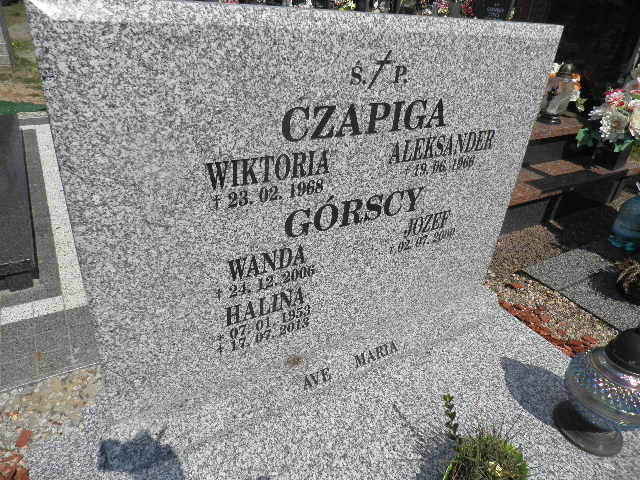 Ś. P.
CZAPIGA
WIKTORIA ALEKSANDER
† 23. 02. 1968 † 19. 06. 1966
GÓRSCY
WANDA JÓZEF
† 24. 12. 2006 † 02. 07. 2000
HALINA
* 07. 01 1953
† 17. 07. 2013
AVE MARIA